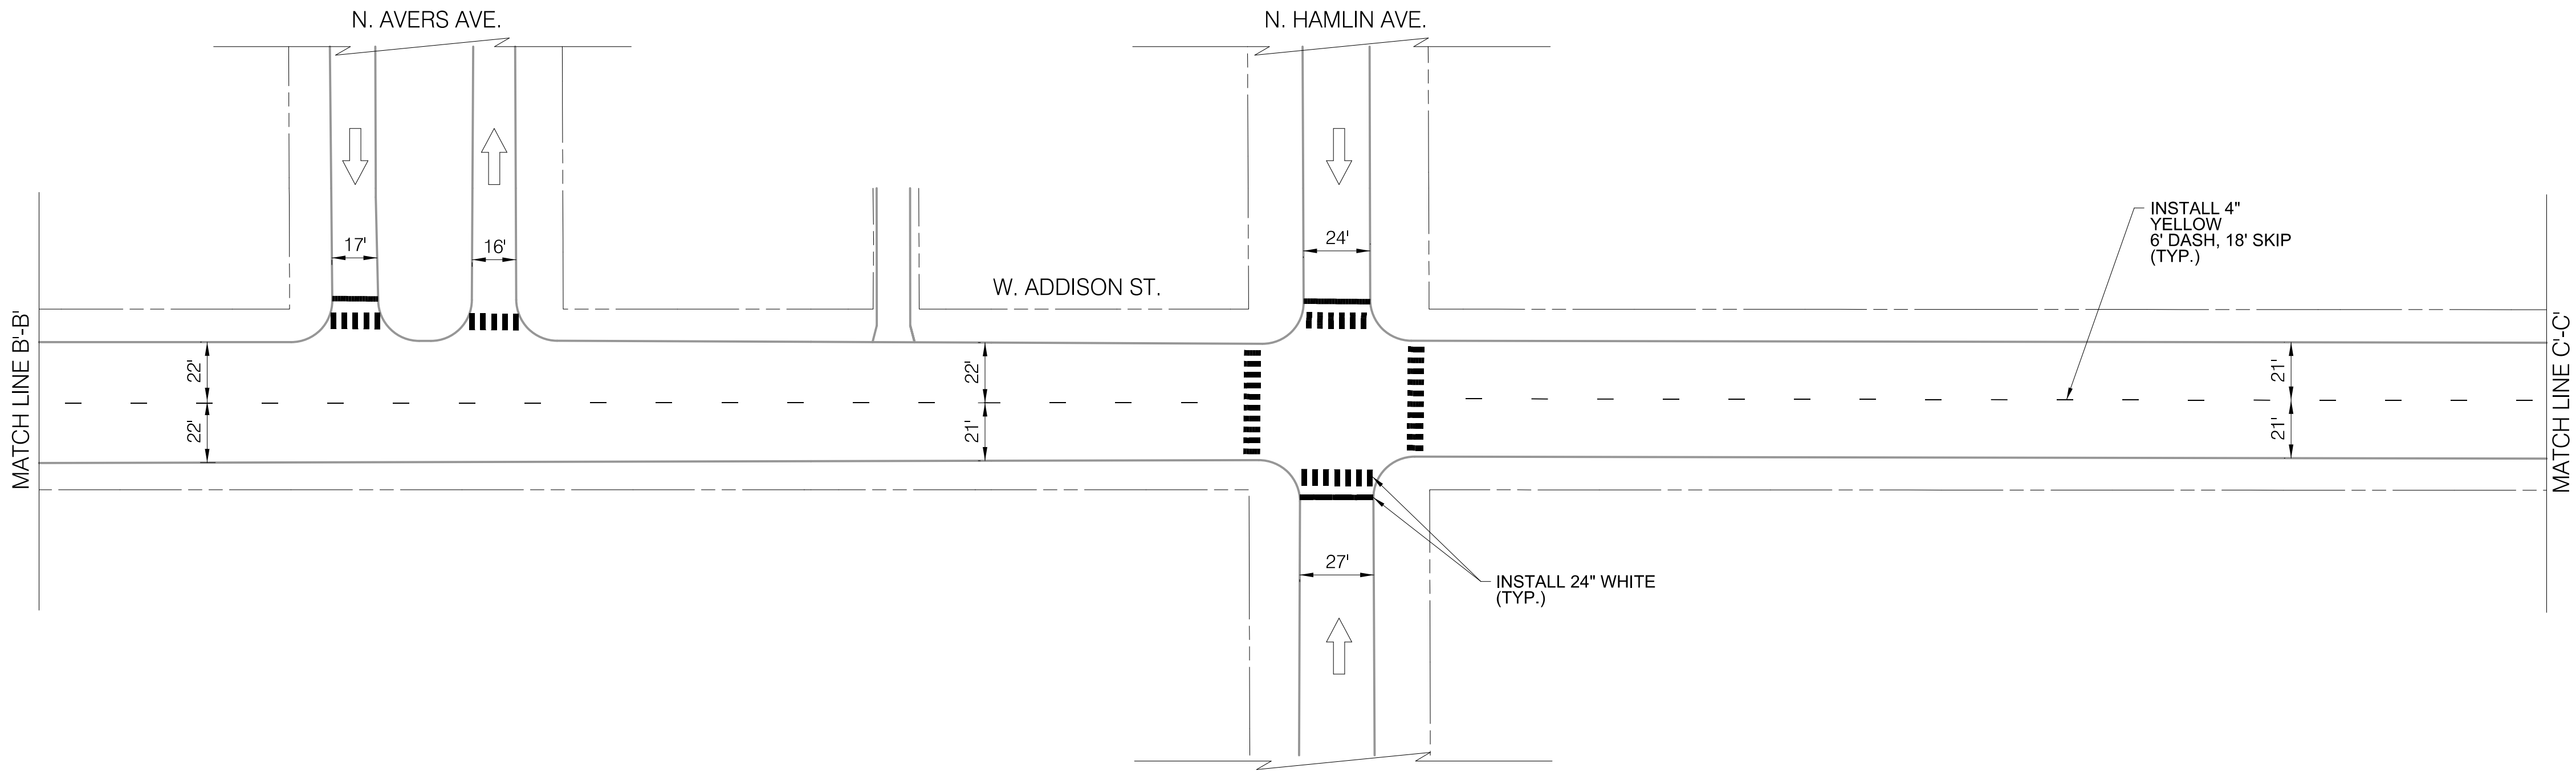 N. AVERS AVE.
N. HAMLIN AVE.
INSTALL 4"
YELLOW
6' DASH, 18' SKIP
(TYP.)
17'
16'
24'
W. ADDISON ST.
MATCH LINE B'-B'
22'
22'
22'
21'
21'
21'
MATCH LINE C'-C'
27'
INSTALL 24" WHITE
(TYP.)